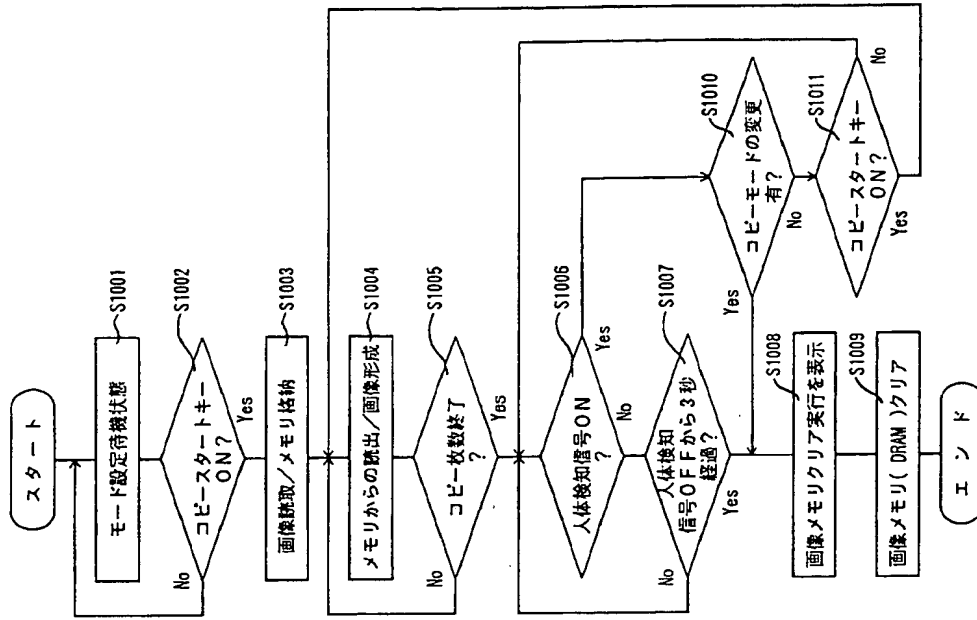 スタート
モード設定待機状態
S1001
コピースタートキー
ON?
S1002
No
Yes
画像読取/メモリ格納
S1003
メモリからの読出/画像形成
S1004
コピー枚数終了
?
S1005
No
Yes
人体検知信号ON
?
S1006
Yes
No
人体検知
信号OFFから3秒
経過?
S1007
No
Yes
コピーモードの変更
有?
S1010
Yes
No
コピースタートキー
ON?
S1011
No
Yes
画像メモリクリア実行を表示
S1008
画像メモリ(DRAM)クリア
S1009
エンド